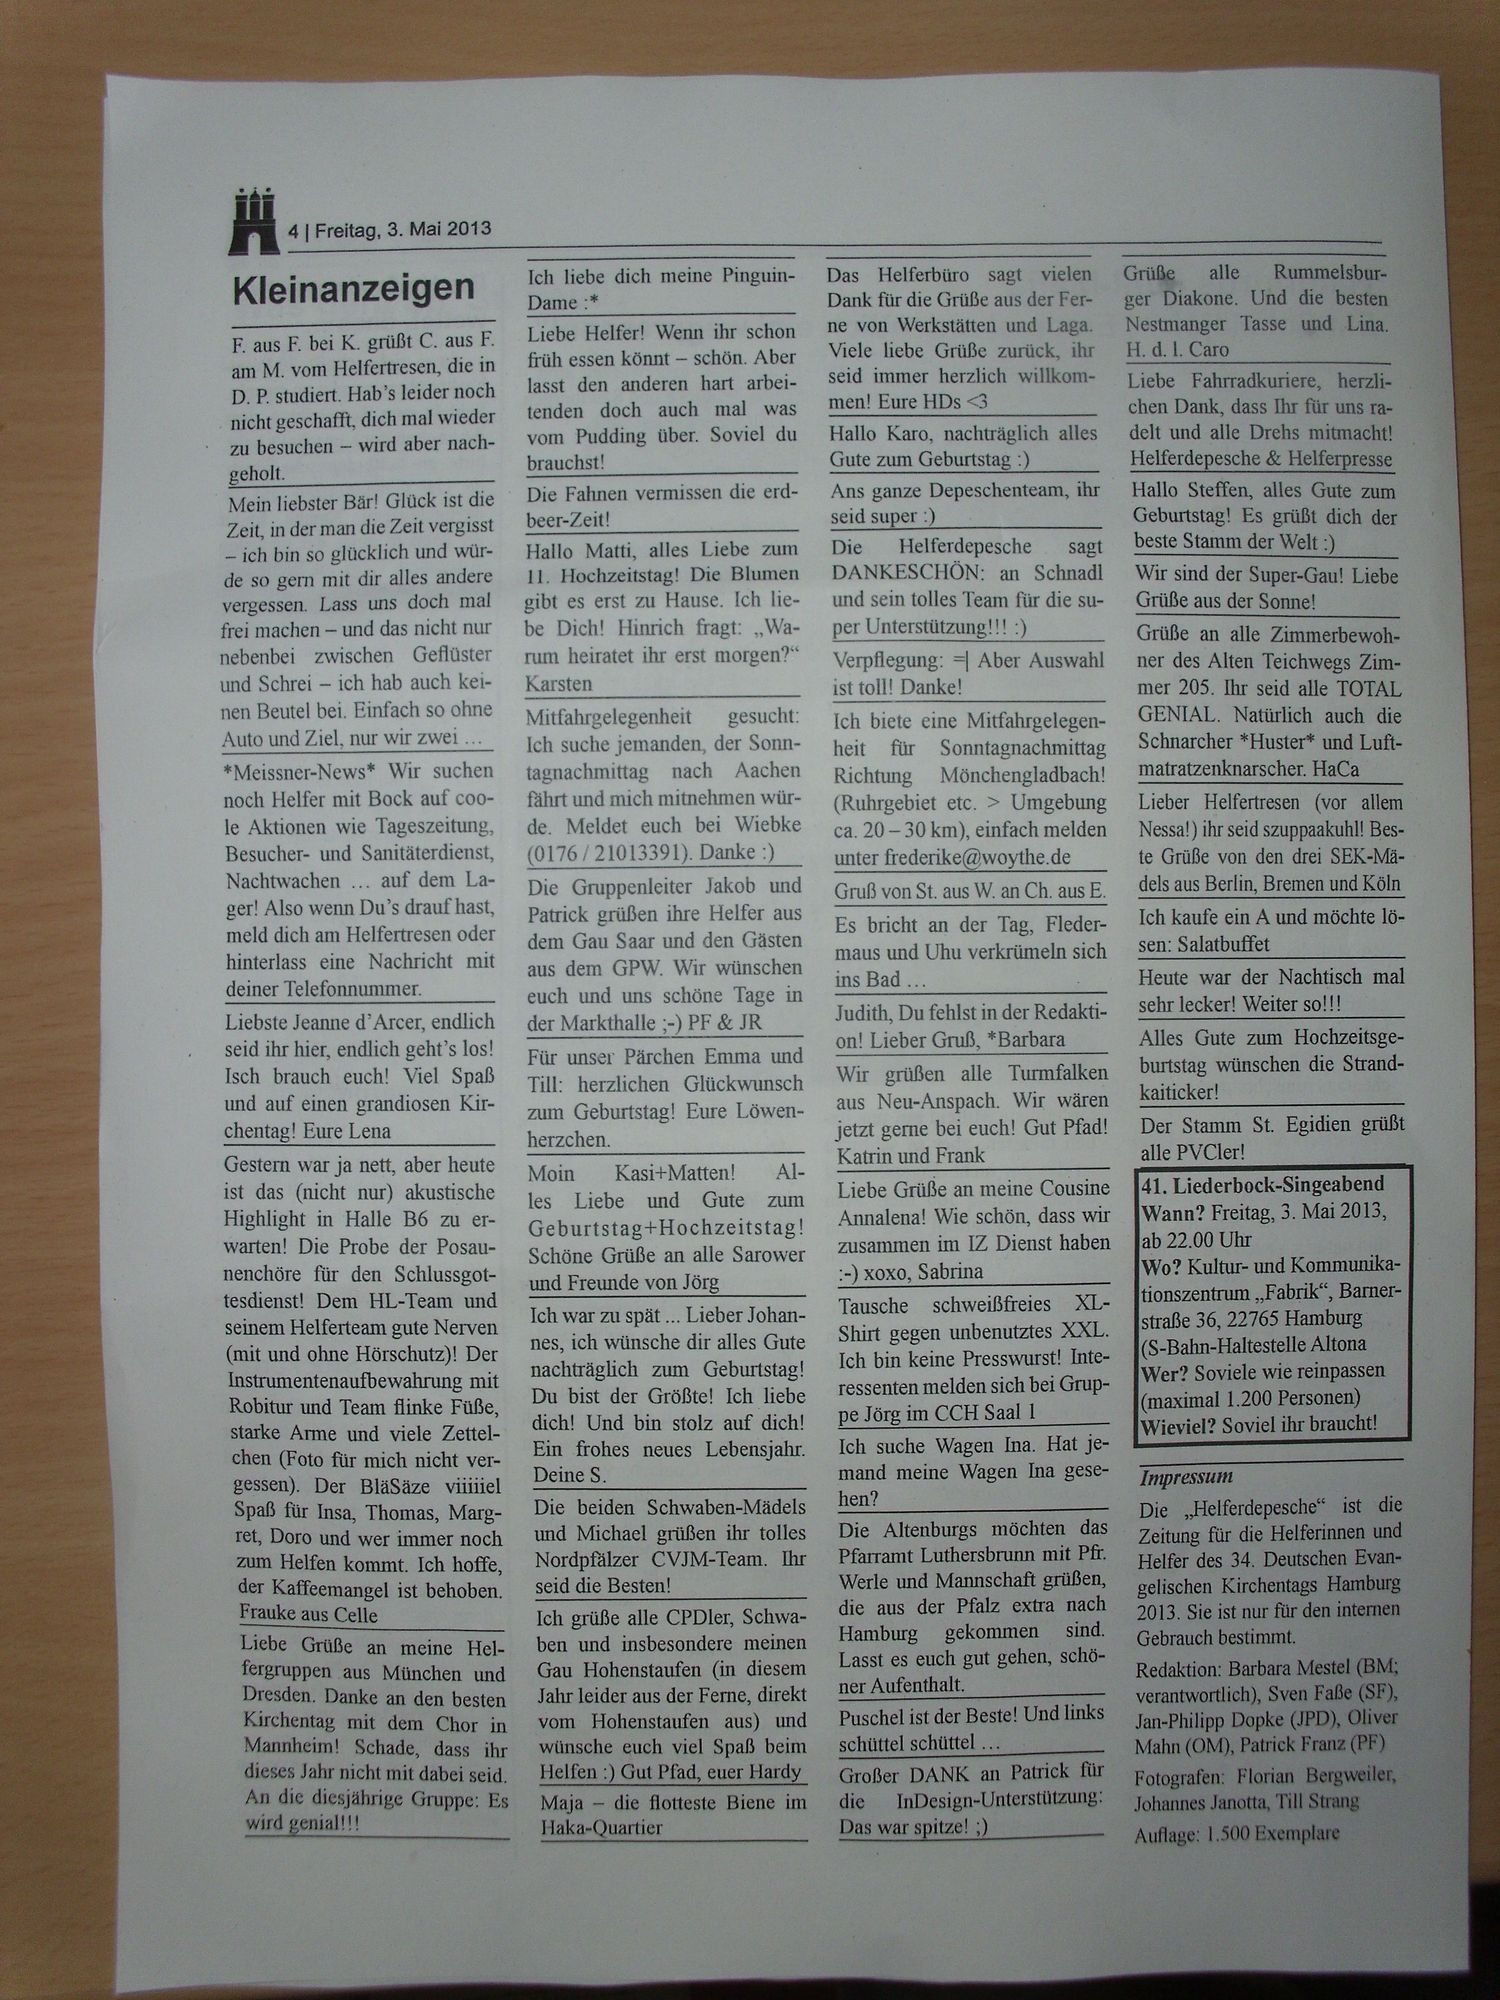 4 | Freitag, 3. Mai 2013
Kleinanzeigen
F. aus F. bei K. grüßt C. aus F.
am M. vom Helfertresen, die in
D. P. studiert. Hab's leider noch
nicht geschafft, dich mal wieder
zu besuchen – wird aber nach-
geholt.
Mein liebster Bär! Glück ist die
Zeit, in der man die Zeit vergisst
– ich bin so glücklich und wür-
de so gern mit dir alles andere
vergessen. Lass uns doch mal
frei machen – und das nicht nur
nebenbei zwischen Geflüster
und Schrei – ich hab auch kei-
nen Beutel bei. Einfach so ohne
Auto und Ziel, nur wir zwei …
*Meissner-News* Wir suchen
noch Helfer mit Bock auf coo-
le Aktionen wie Tageszeitung,
Besucher- und Sanitäterdienst,
Nachtwachen … auf dem La-
ger! Also wenn Du's drauf hast,
meld dich am Helfertresen oder
hinterlass eine Nachricht mit
deiner Telefonnummer.
Liebste Jeanne d'Arcer, endlich
seid ihr hier, endlich geht's los!
Isch brauch euch! Viel Spaß
und auf einen grandiosen Kir-
chentag! Eure Lena
Gestern war ja nett, aber heute
ist das (nicht nur) akustische
Highlight in Halle B6 zu er-
warten! Die Probe der Posau-
nenchöre für den Schlussgot-
tesdienst! Dem HL-Team und
seinem Helferteam gute Nerven
(mit und ohne Hörschutz)! Der
Instrumentenaufbewahrung mit
Robitur und Team flinke Füße,
starke Arme und viele Zettel-
chen (Foto für mich nicht ver-
gessen). Der BläSäze viiiiiel
Spaß für Insa, Thomas, Marg-
ret, Doro und wer immer noch
zum Helfen kommt. Ich hoffe,
der Kaffeemangel ist behoben.
Frauke aus Celle
Liebe Grüße an meine Hel-
fergruppen aus München und
Dresden. Danke an den besten
Kirchentag mit dem Chor in
Mannheim! Schade, dass ihr
dieses Jahr nicht mit dabei seid.
An die diesjährige Gruppe: Es
wird genial!!!
Ich liebe dich meine Pinguin-
Dame :*
Liebe Helfer! Wenn ihr schon
früh essen könnt – schön. Aber
lasst den anderen hart arbei-
tenden doch auch mal was
vom Pudding über. Soviel du
brauchst!
Die Fahnen vermissen die erd-
beer-Zeit!
Hallo Matti, alles Liebe zum
11. Hochzeitstag! Die Blumen
gibt es erst zu Hause. Ich lie-
be Dich! Hinrich fragt: „Wa-
rum heiratet ihr erst morgen?“
Karsten
Mitfahrgelegenheit gesucht:
Ich suche jemanden, der Sonn-
tagnachmittag nach Aachen
fährt und mich mitnehmen wür-
de. Meldet euch bei Wiebke
(0176 / 21013391). Danke :)
Die Gruppenleiter Jakob und
Patrick grüßen ihre Helfer aus
dem Gau Saar und den Gästen
aus dem GPW. Wir wünschen
euch und uns schöne Tage in
der Markthalle ;-) PF & JR
Für unser Pärchen Emma und
Till: herzlichen Glückwunsch
zum Geburtstag! Eure Löwen-
herzchen.
Moin Kasi+Matten! Al-
les Liebe und Gute zum
Geburtstag+Hochzeitstag!
Schöne Grüße an alle Sarower
und Freunde von Jörg
Ich war zu spät ... Lieber Johan-
nes, ich wünsche dir alles Gute
nachträglich zum Geburtstag!
Du bist der Größte! Ich liebe
dich! Und bin stolz auf dich!
Ein frohes neues Lebensjahr.
Deine S.
Die beiden Schwaben-Mädels
und Michael grüßen ihr tolles
Nordpfälzer CVJM-Team. Ihr
seid die Besten!
Ich grüße alle CPDler, Schwa-
ben und insbesondere meinen
Gau Hohenstaufen (in diesem
Jahr leider aus der Ferne, direkt
vom Hohenstaufen aus) und
wünsche euch viel Spaß beim
Helfen :) Gut Pfad, euer Hardy
Maja – die flotteste Biene im
Haka-Quartier
Das Helferbüro sagt vielen
Dank für die Grüße aus der Fer-
ne von Werkstätten und Laga.
Viele liebe Grüße zurück, ihr
seid immer herzlich willkom-
men! Eure HDs <3
Hallo Karo, nachträglich alles
Gute zum Geburtstag :)
Ans ganze Depeschenteam, ihr
seid super :)
Die Helferdepesche sagt
DANKESCHÖN: an Schnadl
und sein tolles Team für die su-
per Unterstützung!!! :)
Verpflegung: =| Aber Auswahl
ist toll! Danke!
Ich biete eine Mitfahrgelegen-
heit für Sonntagnachmittag
Richtung Mönchengladbach!
(Ruhrgebiet etc. > Umgebung
ca. 20 – 30 km), einfach melden
unter frederike@woythe.de
Gruß von St. aus W. an Ch. aus E.
Es bricht an der Tag, Fleder-
maus und Uhu verkrümeln sich
ins Bad …
Judith, Du fehlst in der Redakti-
on! Lieber Gruß, *Barbara
Wir grüßen alle Turmfalken
aus Neu-Anspach. Wir wären
jetzt gerne bei euch! Gut Pfad!
Katrin und Frank
Liebe Grüße an meine Cousine
Annalena! Wie schön, dass wir
zusammen im IZ Dienst haben
:-) xoxo, Sabrina
Tausche schweißfreies XL-
Shirt gegen unbenutztes XXL.
Ich bin keine Presswurst! Inte-
ressenten melden sich bei Grup-
pe Jörg im CCH Saal 1
Ich suche Wagen Ina. Hat je-
mand meine Wagen Ina gese-
hen?
Die Altenburgs möchten das
Pfarramt Luthersbrunn mit Pfr.
Werle und Mannschaft grüßen,
die aus der Pfalz extra nach
Hamburg gekommen sind.
Lasst es euch gut gehen, schö-
ner Aufenthalt.
Puschel ist der Beste! Und links
schüttel schüttel …
Großer DANK an Patrick für
die InDesign-Unterstützung:
Das war spitze! ;)
Grüße alle Rummelsbur-
ger Diakone. Und die besten
Nestmanger Tasse und Lina.
H. d. l. Caro
Liebe Fahrradkuriere, herzli-
chen Dank, dass Ihr für uns ra-
delt und alle Drehs mitmacht!
Helferdepesche & Helferpresse
Hallo Steffen, alles Gute zum
Geburtstag! Es grüßt dich der
beste Stamm der Welt :)
Wir sind der Super-Gau! Liebe
Grüße aus der Sonne!
Grüße an alle Zimmerbewoh-
ner des Alten Teichwegs Zim-
mer 205. Ihr seid alle TOTAL
GENIAL. Natürlich auch die
Schnarcher *Huster* und Luft-
matratzenknarscher. HaCa
Lieber Helfertresen (vor allem
Nessa!) ihr seid szuppaakuhl! Bes-
te Grüße von den drei SEK-Mä-
dels aus Berlin, Bremen und Köln
Ich kaufe ein A und möchte lö-
sen: Salatbuffet
Heute war der Nachtisch mal
sehr lecker! Weiter so!!!
Alles Gute zum Hochzeitsge-
burtstag wünschen die Strand-
kaiticker!
Der Stamm St. Egidien grüßt
alle PVCler!
41. Liederbock-Singeabend
Wann? Freitag, 3. Mai 2013,
ab 22.00 Uhr
Wo? Kultur- und Kommunika-
tionszentrum „Fabrik“, Barner-
straße 36, 22765 Hamburg
(S-Bahn-Haltestelle Altona
Wer? Soviele wie reinpassen
(maximal 1.200 Personen)
Wieviel? Soviel ihr braucht!
Impressum
Die „Helferdepesche“ ist die
Zeitung für die Helferinnen und
Helfer des 34. Deutschen Evan-
gelischen Kirchentags Hamburg
2013. Sie ist nur für den internen
Gebrauch bestimmt.
Redaktion: Barbara Mestel (BM;
verantwortlich), Sven Faße (SF),
Jan-Philipp Dopke (JPD), Oliver
Mahn (OM), Patrick Franz (PF)
Fotografen: Florian Bergweiler,
Johannes Janotta, Till Strang
Auflage: 1.500 Exemplare